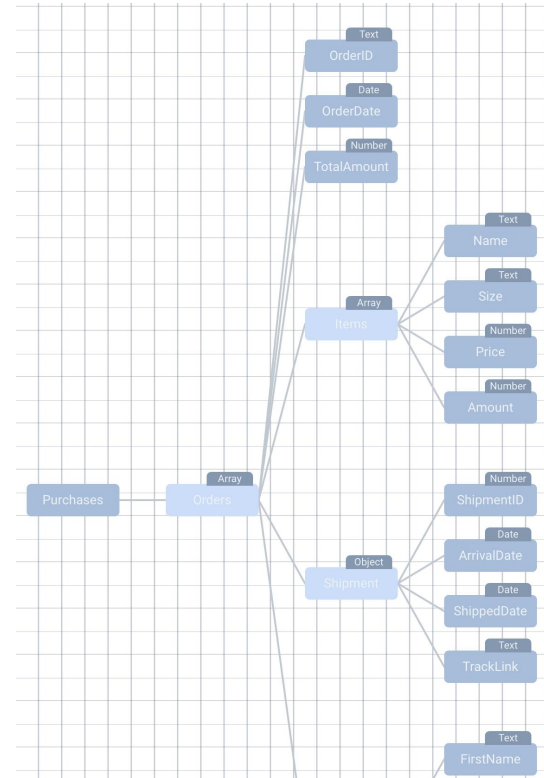 Text
OrderID
Date
OrderDate
Number
TotalAmount
Text
Name
Text
Size
Array
Items
Number
Price
Number
Amount
Array
Purchases
Orders
Number
ShipmentID
Date
ArrivalDate
Object
Shipment
Date
ShippedDate
Text
TrackLink
Text
FirstName